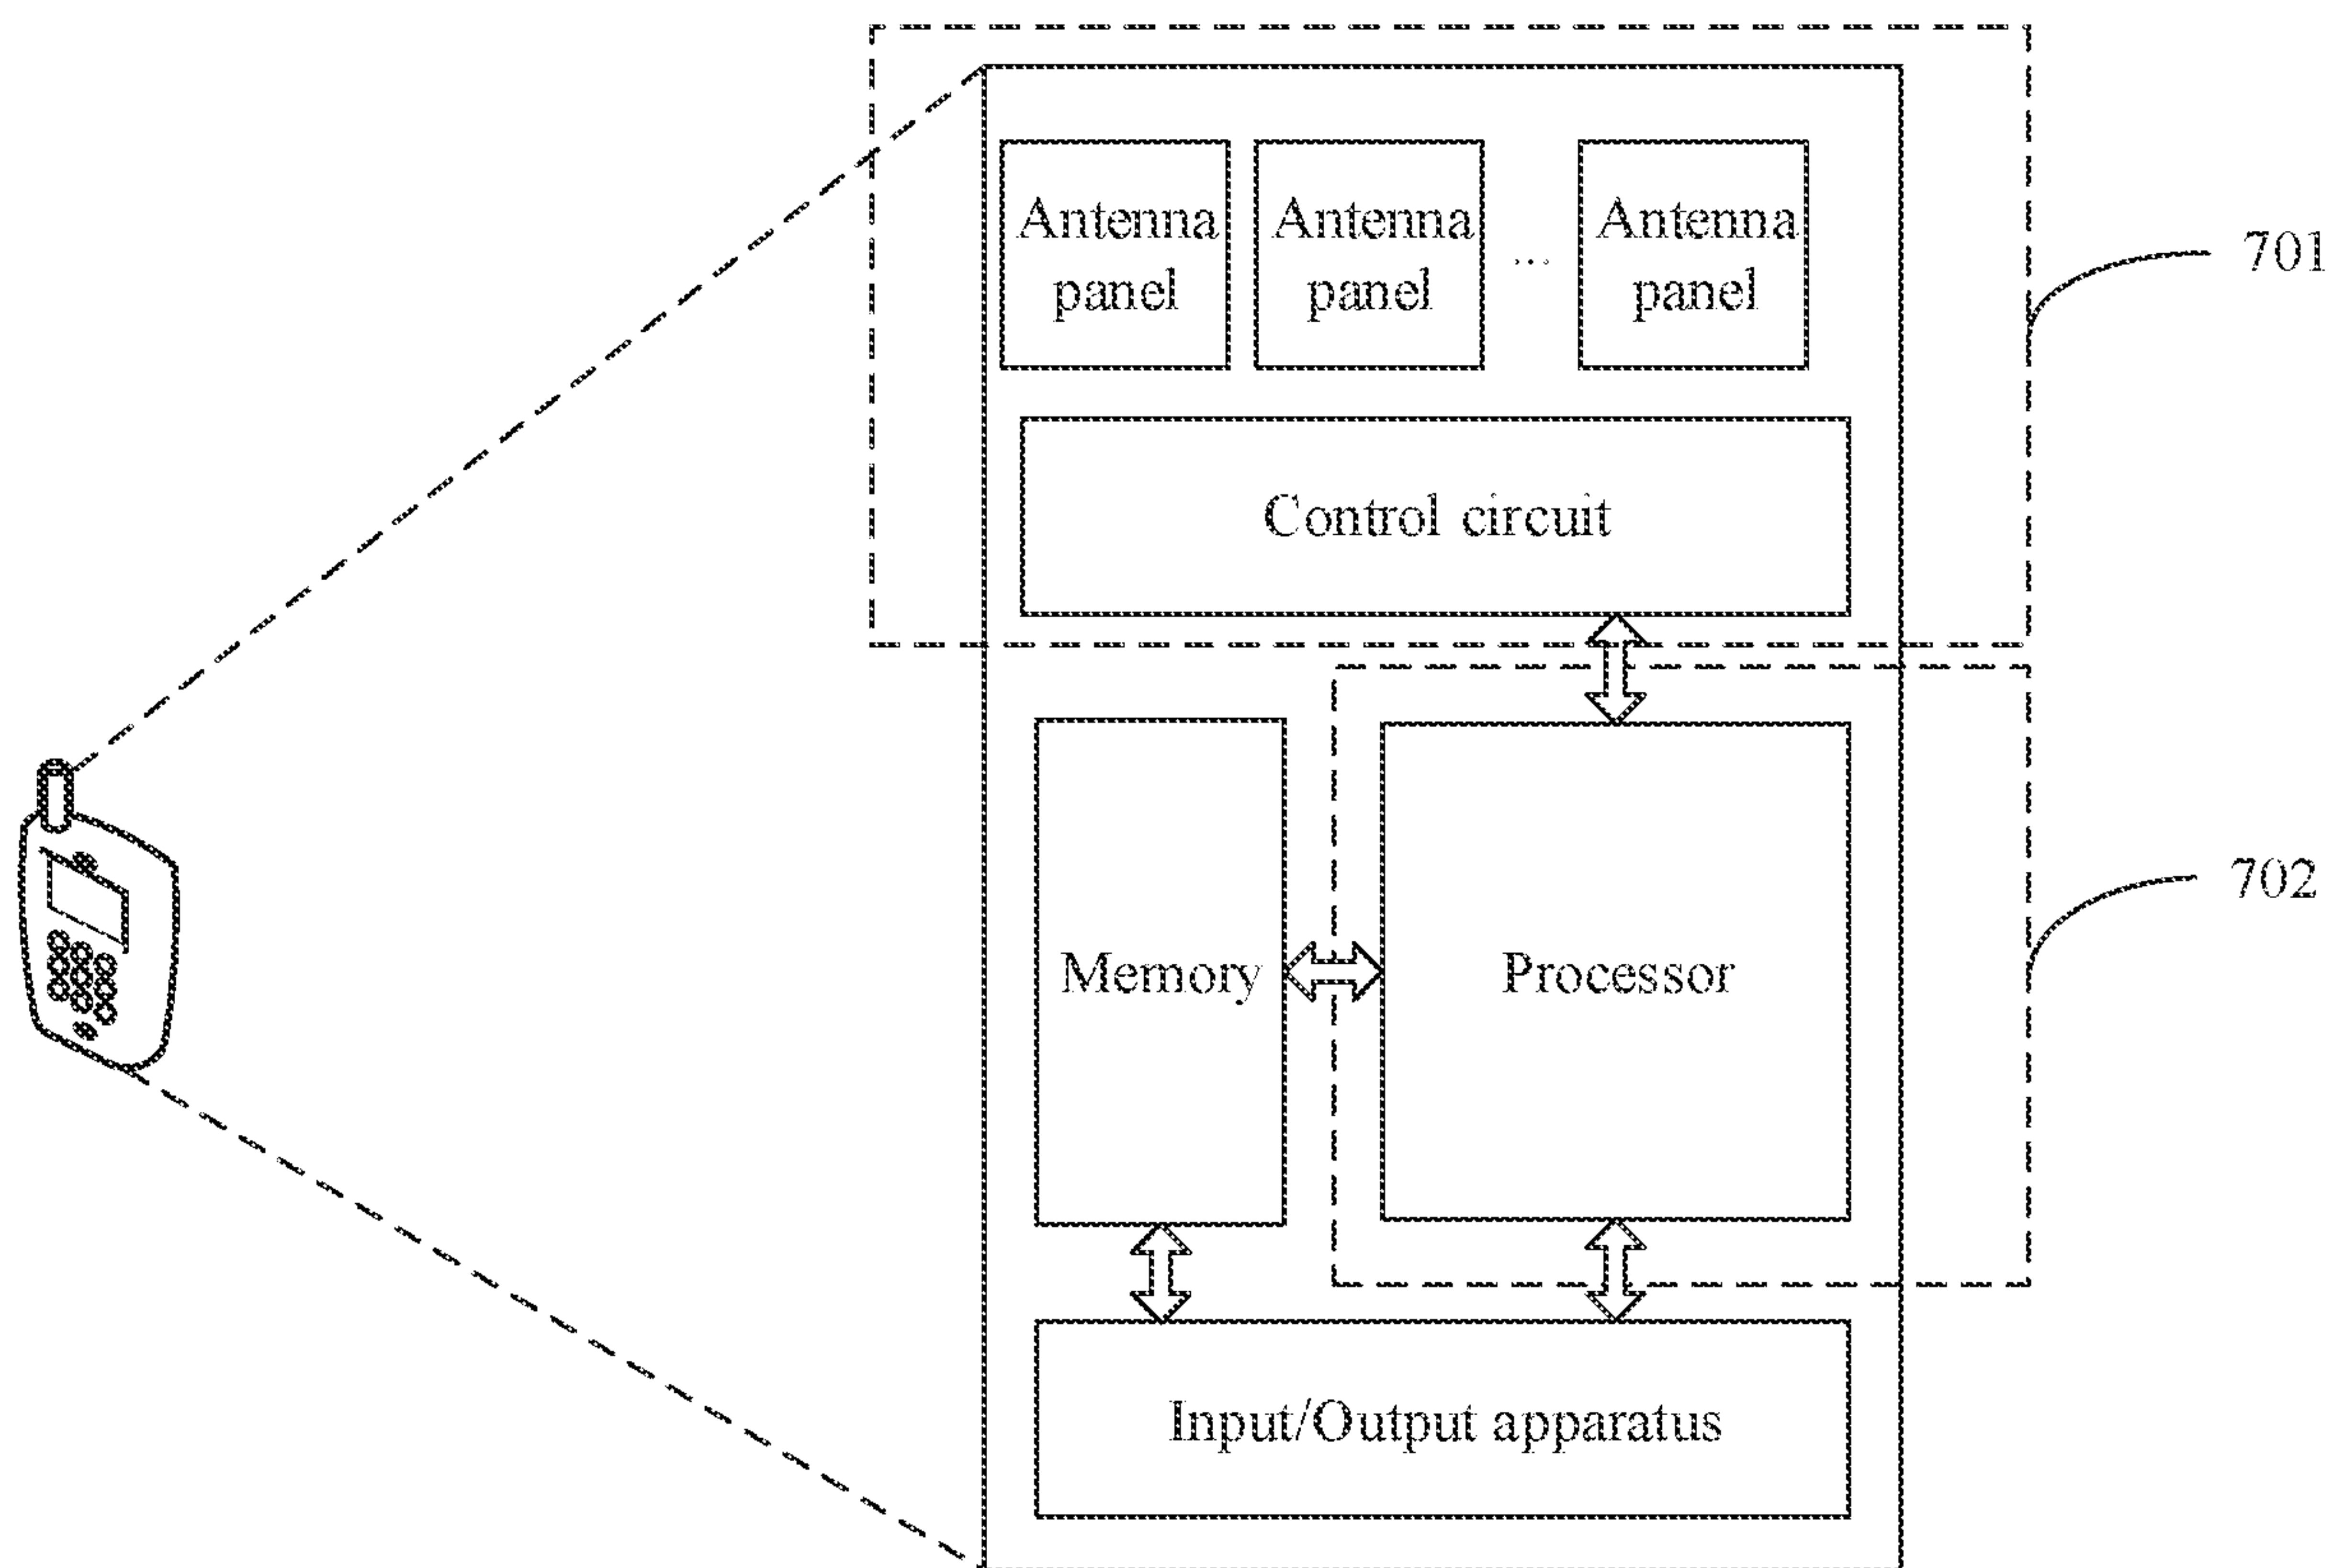 Antenna
panel
Antenna
panel
...
Antenna
panel
701
Control circuit
Memory
Processor
702
Input/Output apparatus